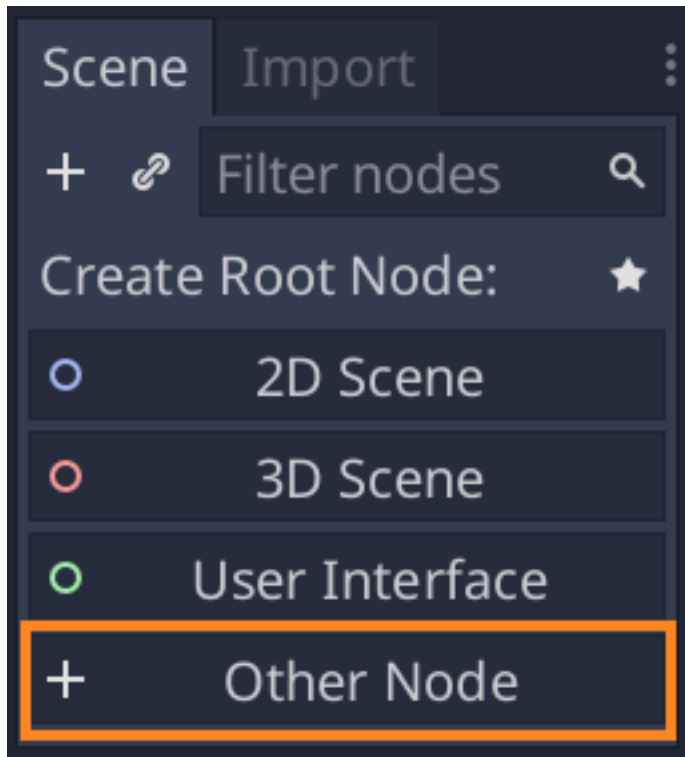 Scene Import
Filter nodes
Create Root Node:
2D Scene
3D Scene
User Interface
Other Node